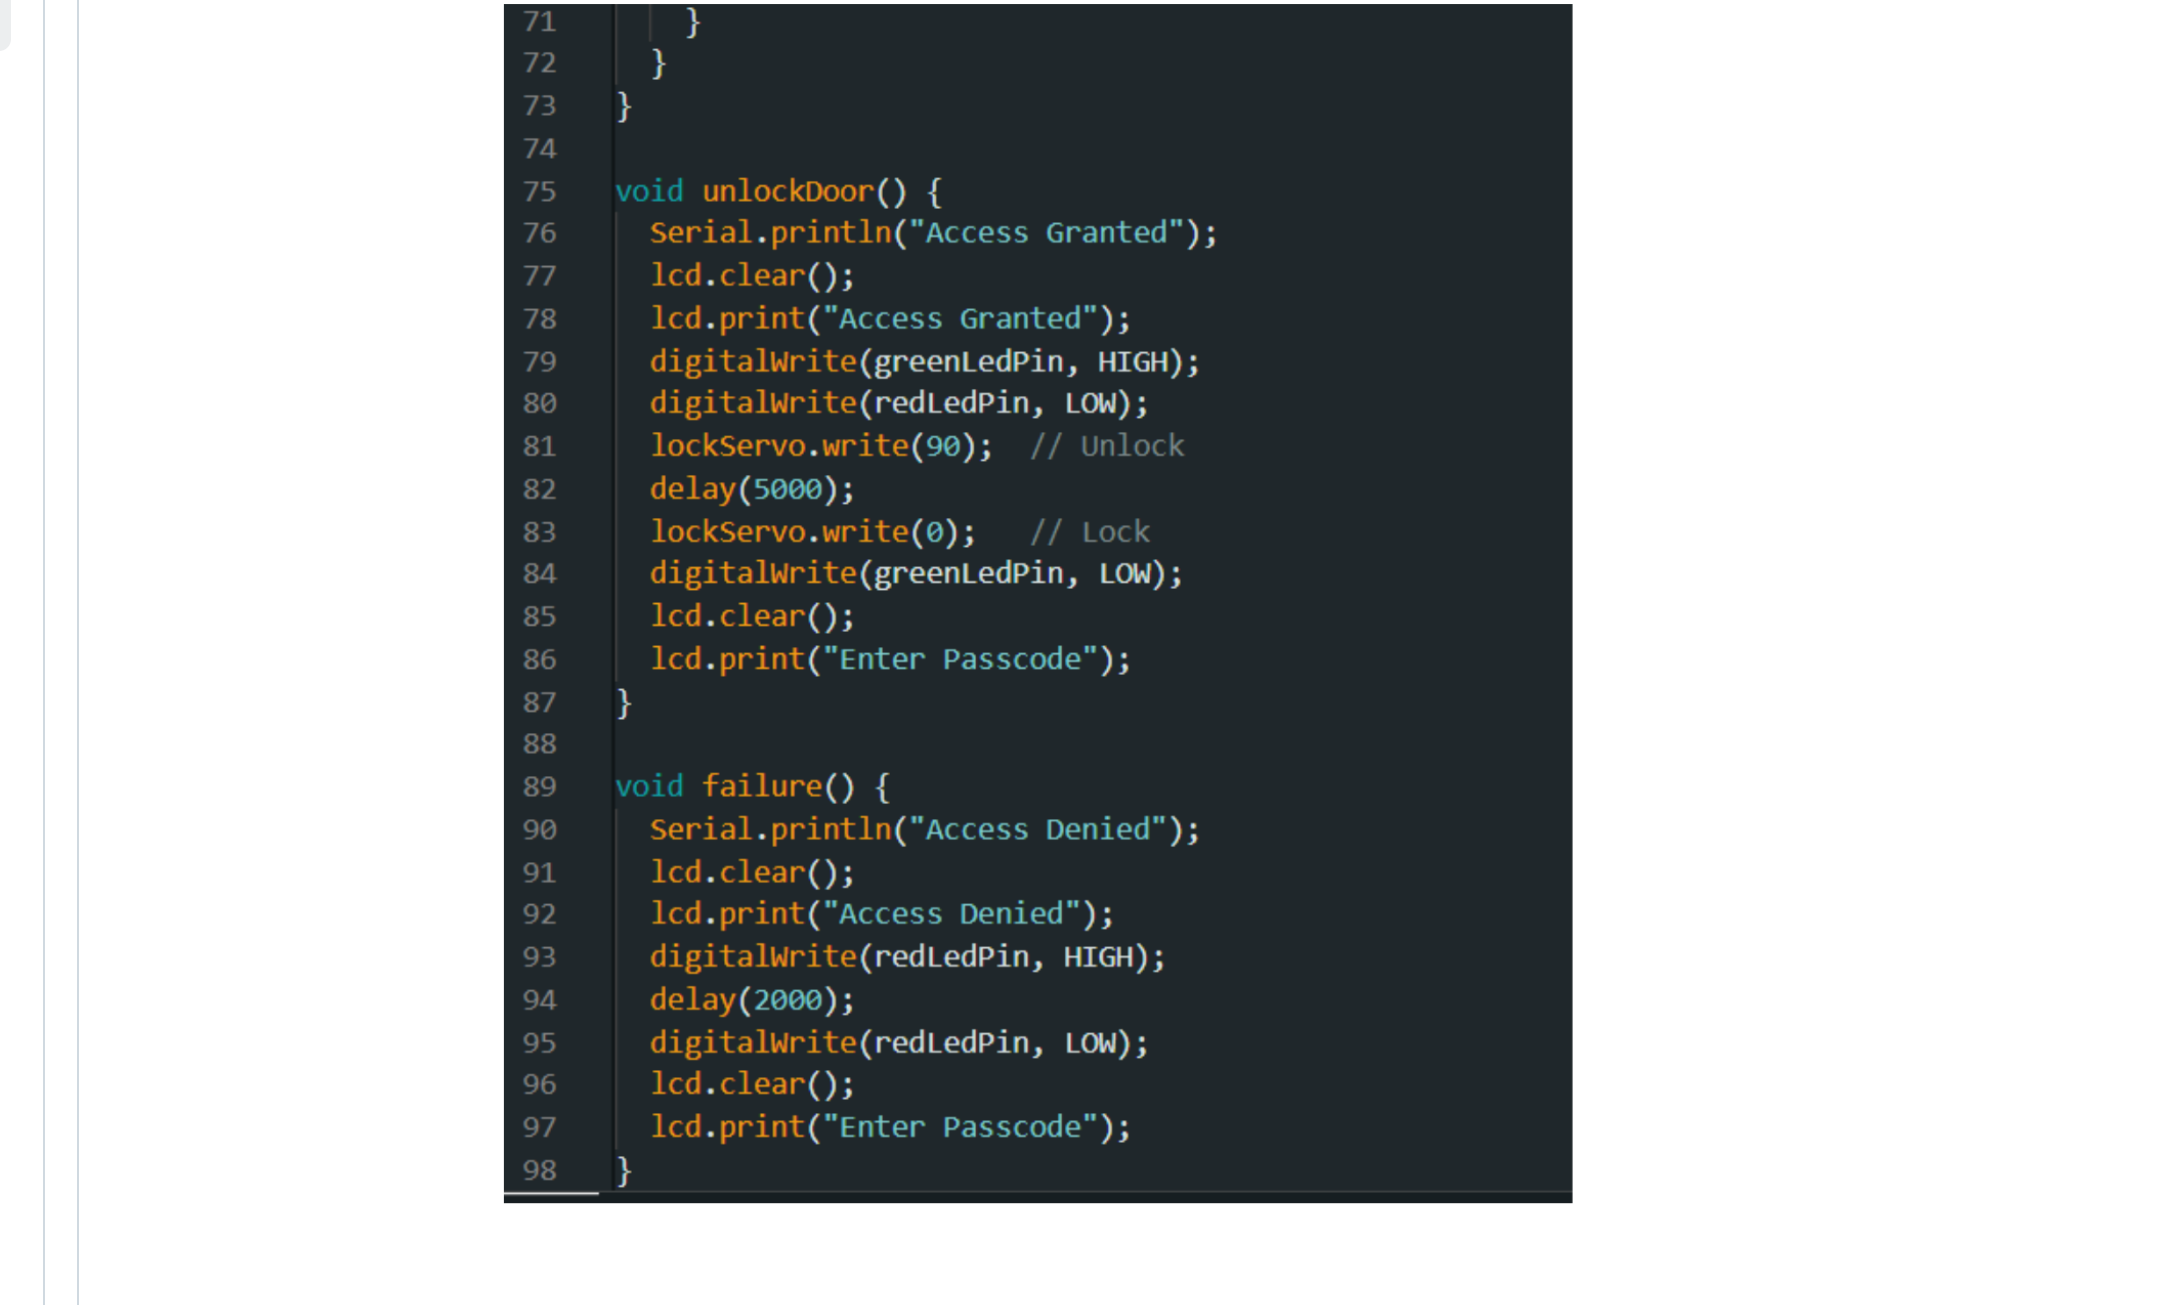 71 }
72 }
73 }
74
75 void unlockDoor() {
76 Serial.println("Access Granted");
77 lcd.clear();
78 lcd.print("Access Granted");
79 digitalWrite(greenLedPin, HIGH);
80 digitalWrite(redLedPin, LOW);
81 lockServo.write(90);  // Unlock
82 delay(5000);
83 lockServo.write(0);   // Lock
84 digitalWrite(greenLedPin, LOW);
85 lcd.clear();
86 lcd.print("Enter Passcode");
87 }
88
89 void failure() {
90 Serial.println("Access Denied");
91 lcd.clear();
92 lcd.print("Access Denied");
93 digitalWrite(redLedPin, HIGH);
94 delay(2000);
95 digitalWrite(redLedPin, LOW);
96 lcd.clear();
97 lcd.print("Enter Passcode");
98 }